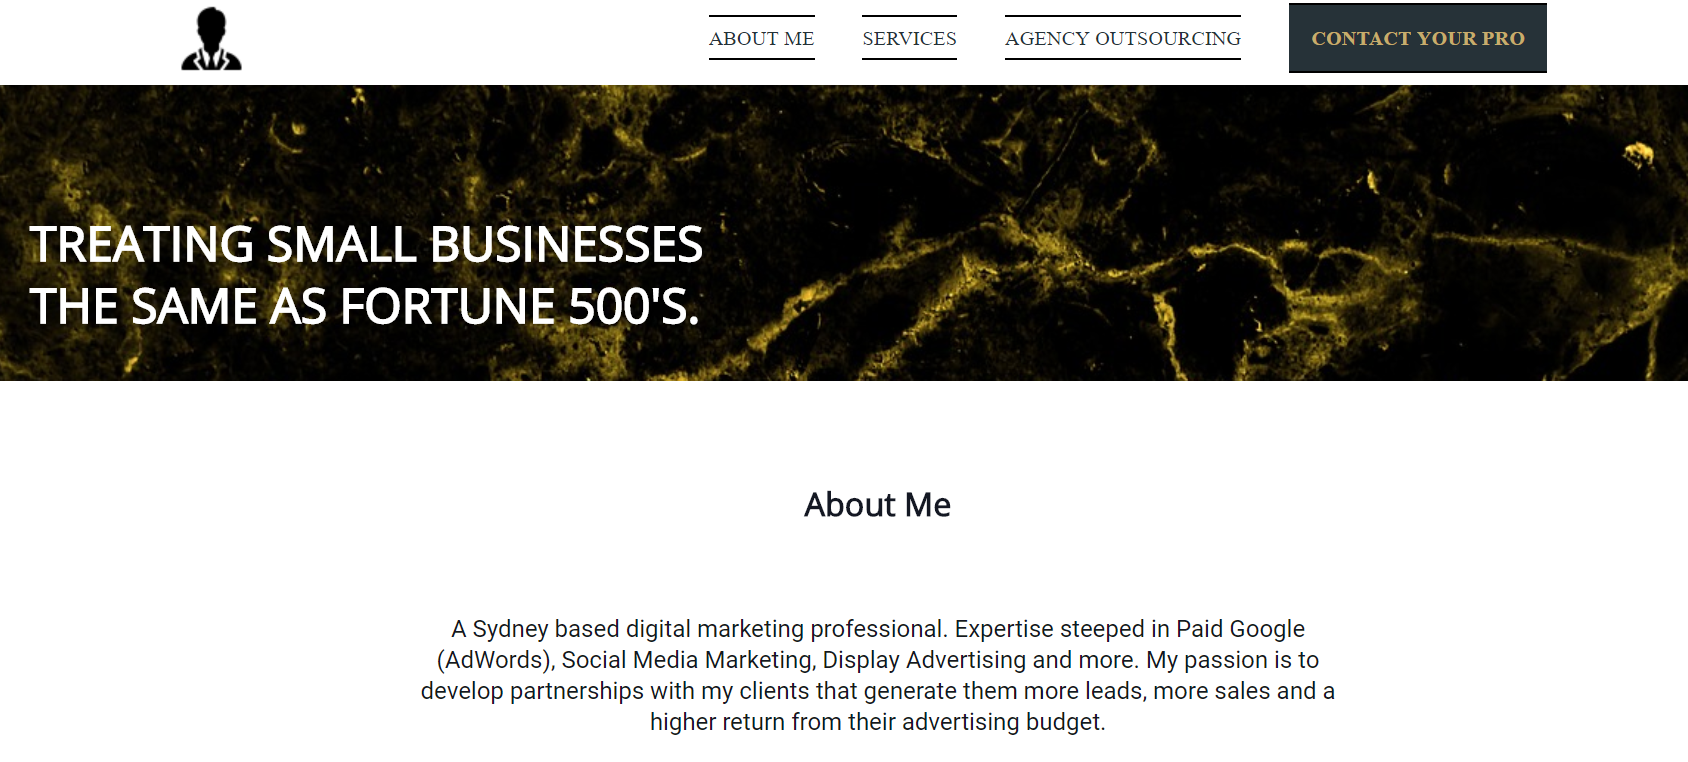 ABOUT ME
SERVICES
AGENCY OUTSOURCING
CONTACT YOUR PRO
TREATING SMALL BUSINESSES
THE SAME AS FORTUNE 500'S.
About Me
A Sydney based digital marketing professional. Expertise steeped in Paid Google
(AdWords), Social Media Marketing, Display Advertising and more. My passion is to
develop partnerships with my clients that generate them more leads, more sales and a
higher return from their advertising budget.